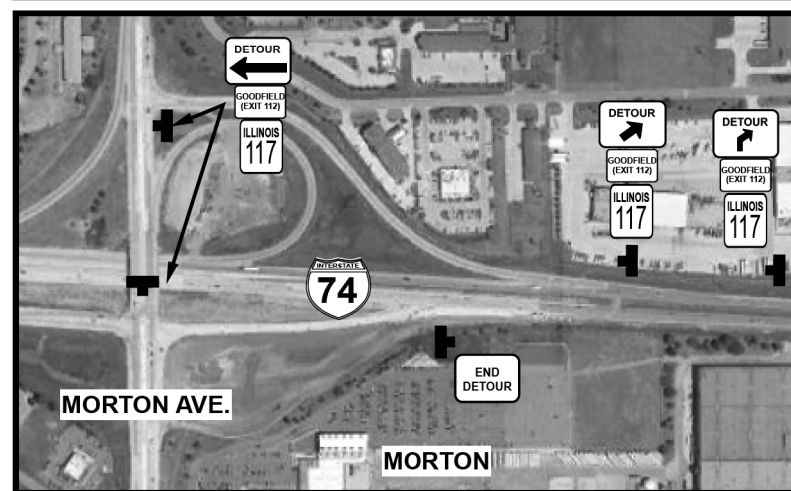 DETOUR
GOODFIELD
(EXIT 112)
ILLINOIS
117
DETOUR
GOODFIELD
(EXIT 112)
ILLINOIS
117
DETOUR
GOODFIELD
(EXIT 112)
ILLINOIS
117
INTERSTATE
74
END
DETOUR
MORTON AVE.
MORTON